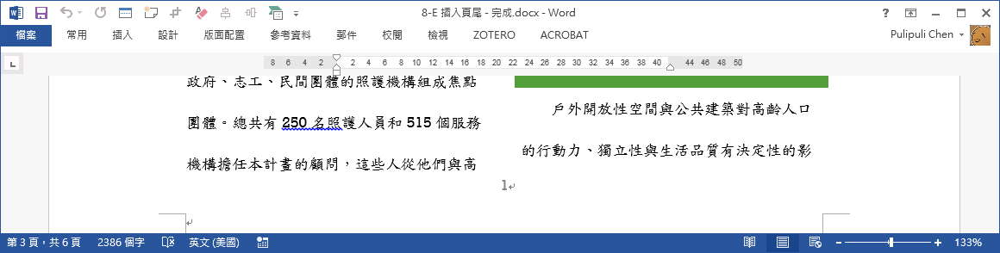 8-E 插入頁尾 - 完成.docx - Word
檔案 常用 插入 設計 版面配置 參考資料 郵件 校閱 檢視 ZOTERO ACROBAT Pulipuli Chen
8 6 4 2 2 4 6 8 10 12 14 16 18 20 22 24 26 28 30 32 34 36 38 40 44 46 48 50
政府、志工、民間團體的照護機構組成焦點
團體。總共有 250 名照護人員和 515 個服務
機構擔任本計畫的顧問，這些人從他們與高
戶外開放性空間與公共建築對高齡人口
的行動力、獨立性與生活品質有決定性的影
1
第 3 頁，共 6 頁 2386 個字 英文 (美國) 133%